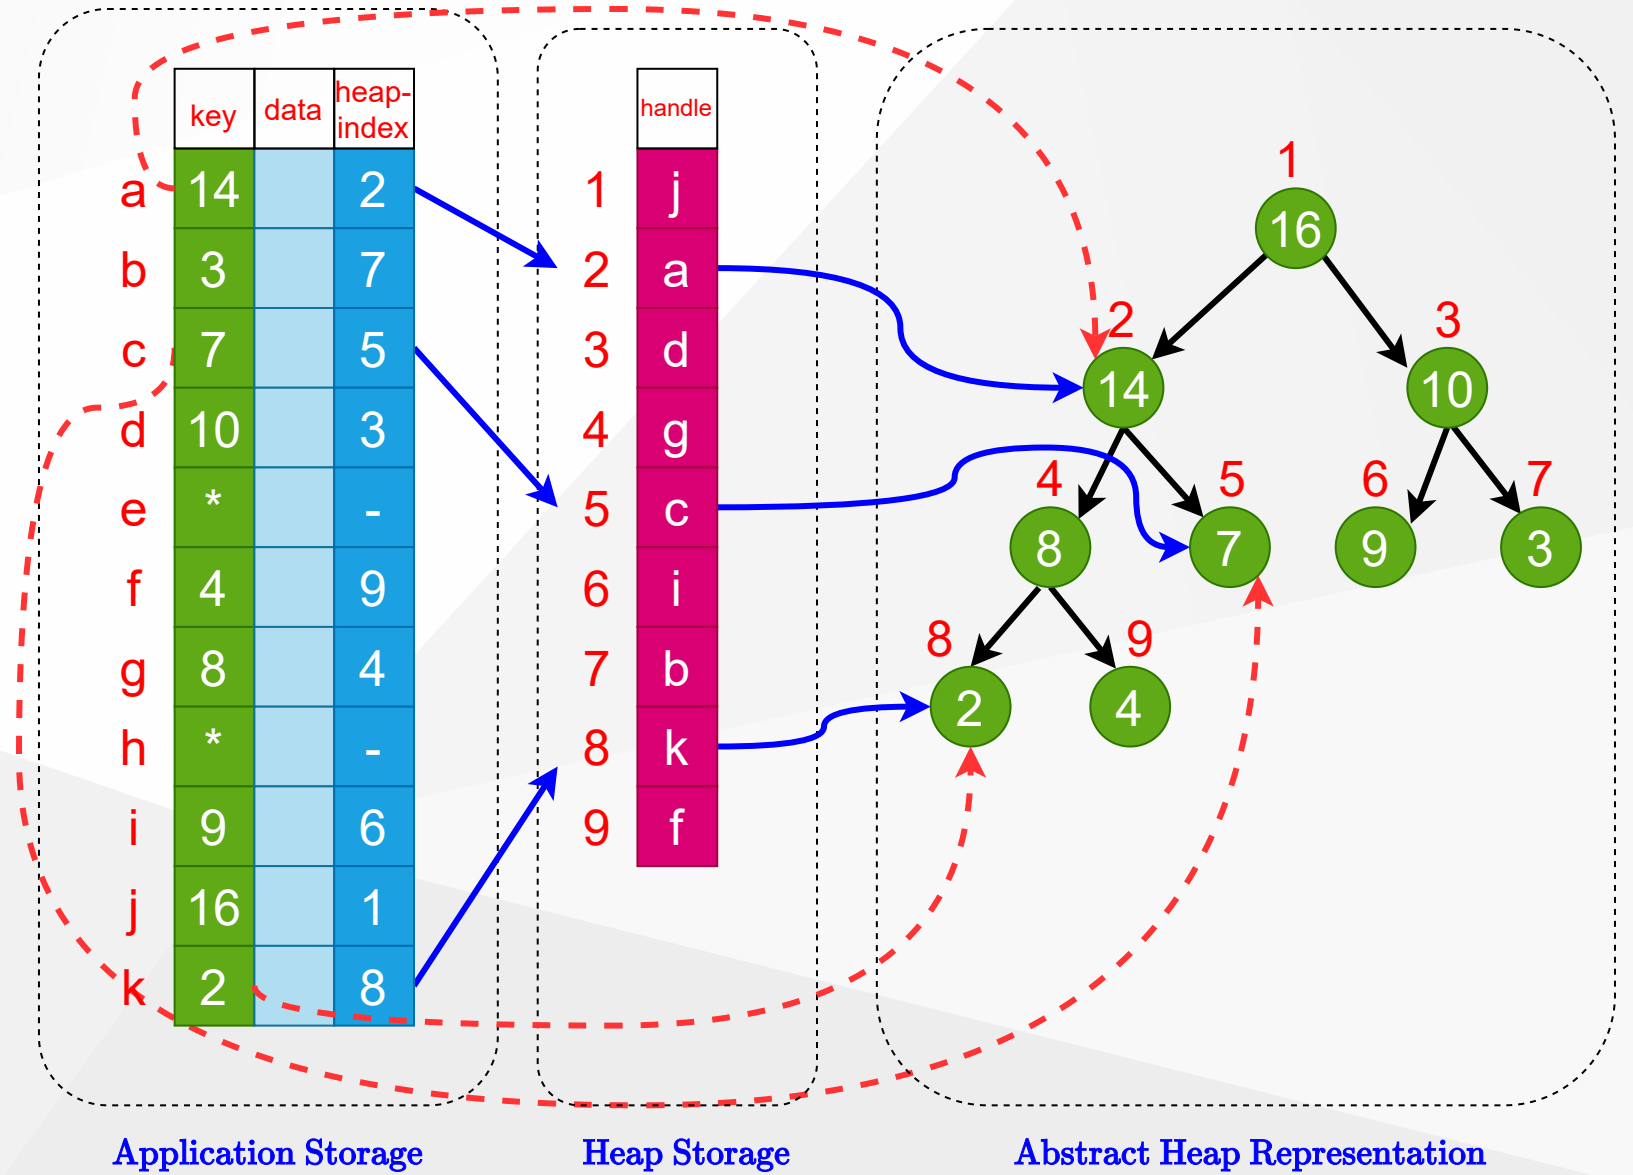 key data heap-
index
a 14 2
b 3 7
c 7 5
d 10 3
e * -
f 4 9
g 8 4
h * -
i 9 6
j 16 1
k 2 8
Application Storage
handle
1 j
2 a
3 d
4 g
5 c
6 i
7 b
8 k
9 f
Heap Storage
1
16
2 3
14 10
4 5 6 7
8 7 9 3
8 9
2 4
Abstract Heap Representation